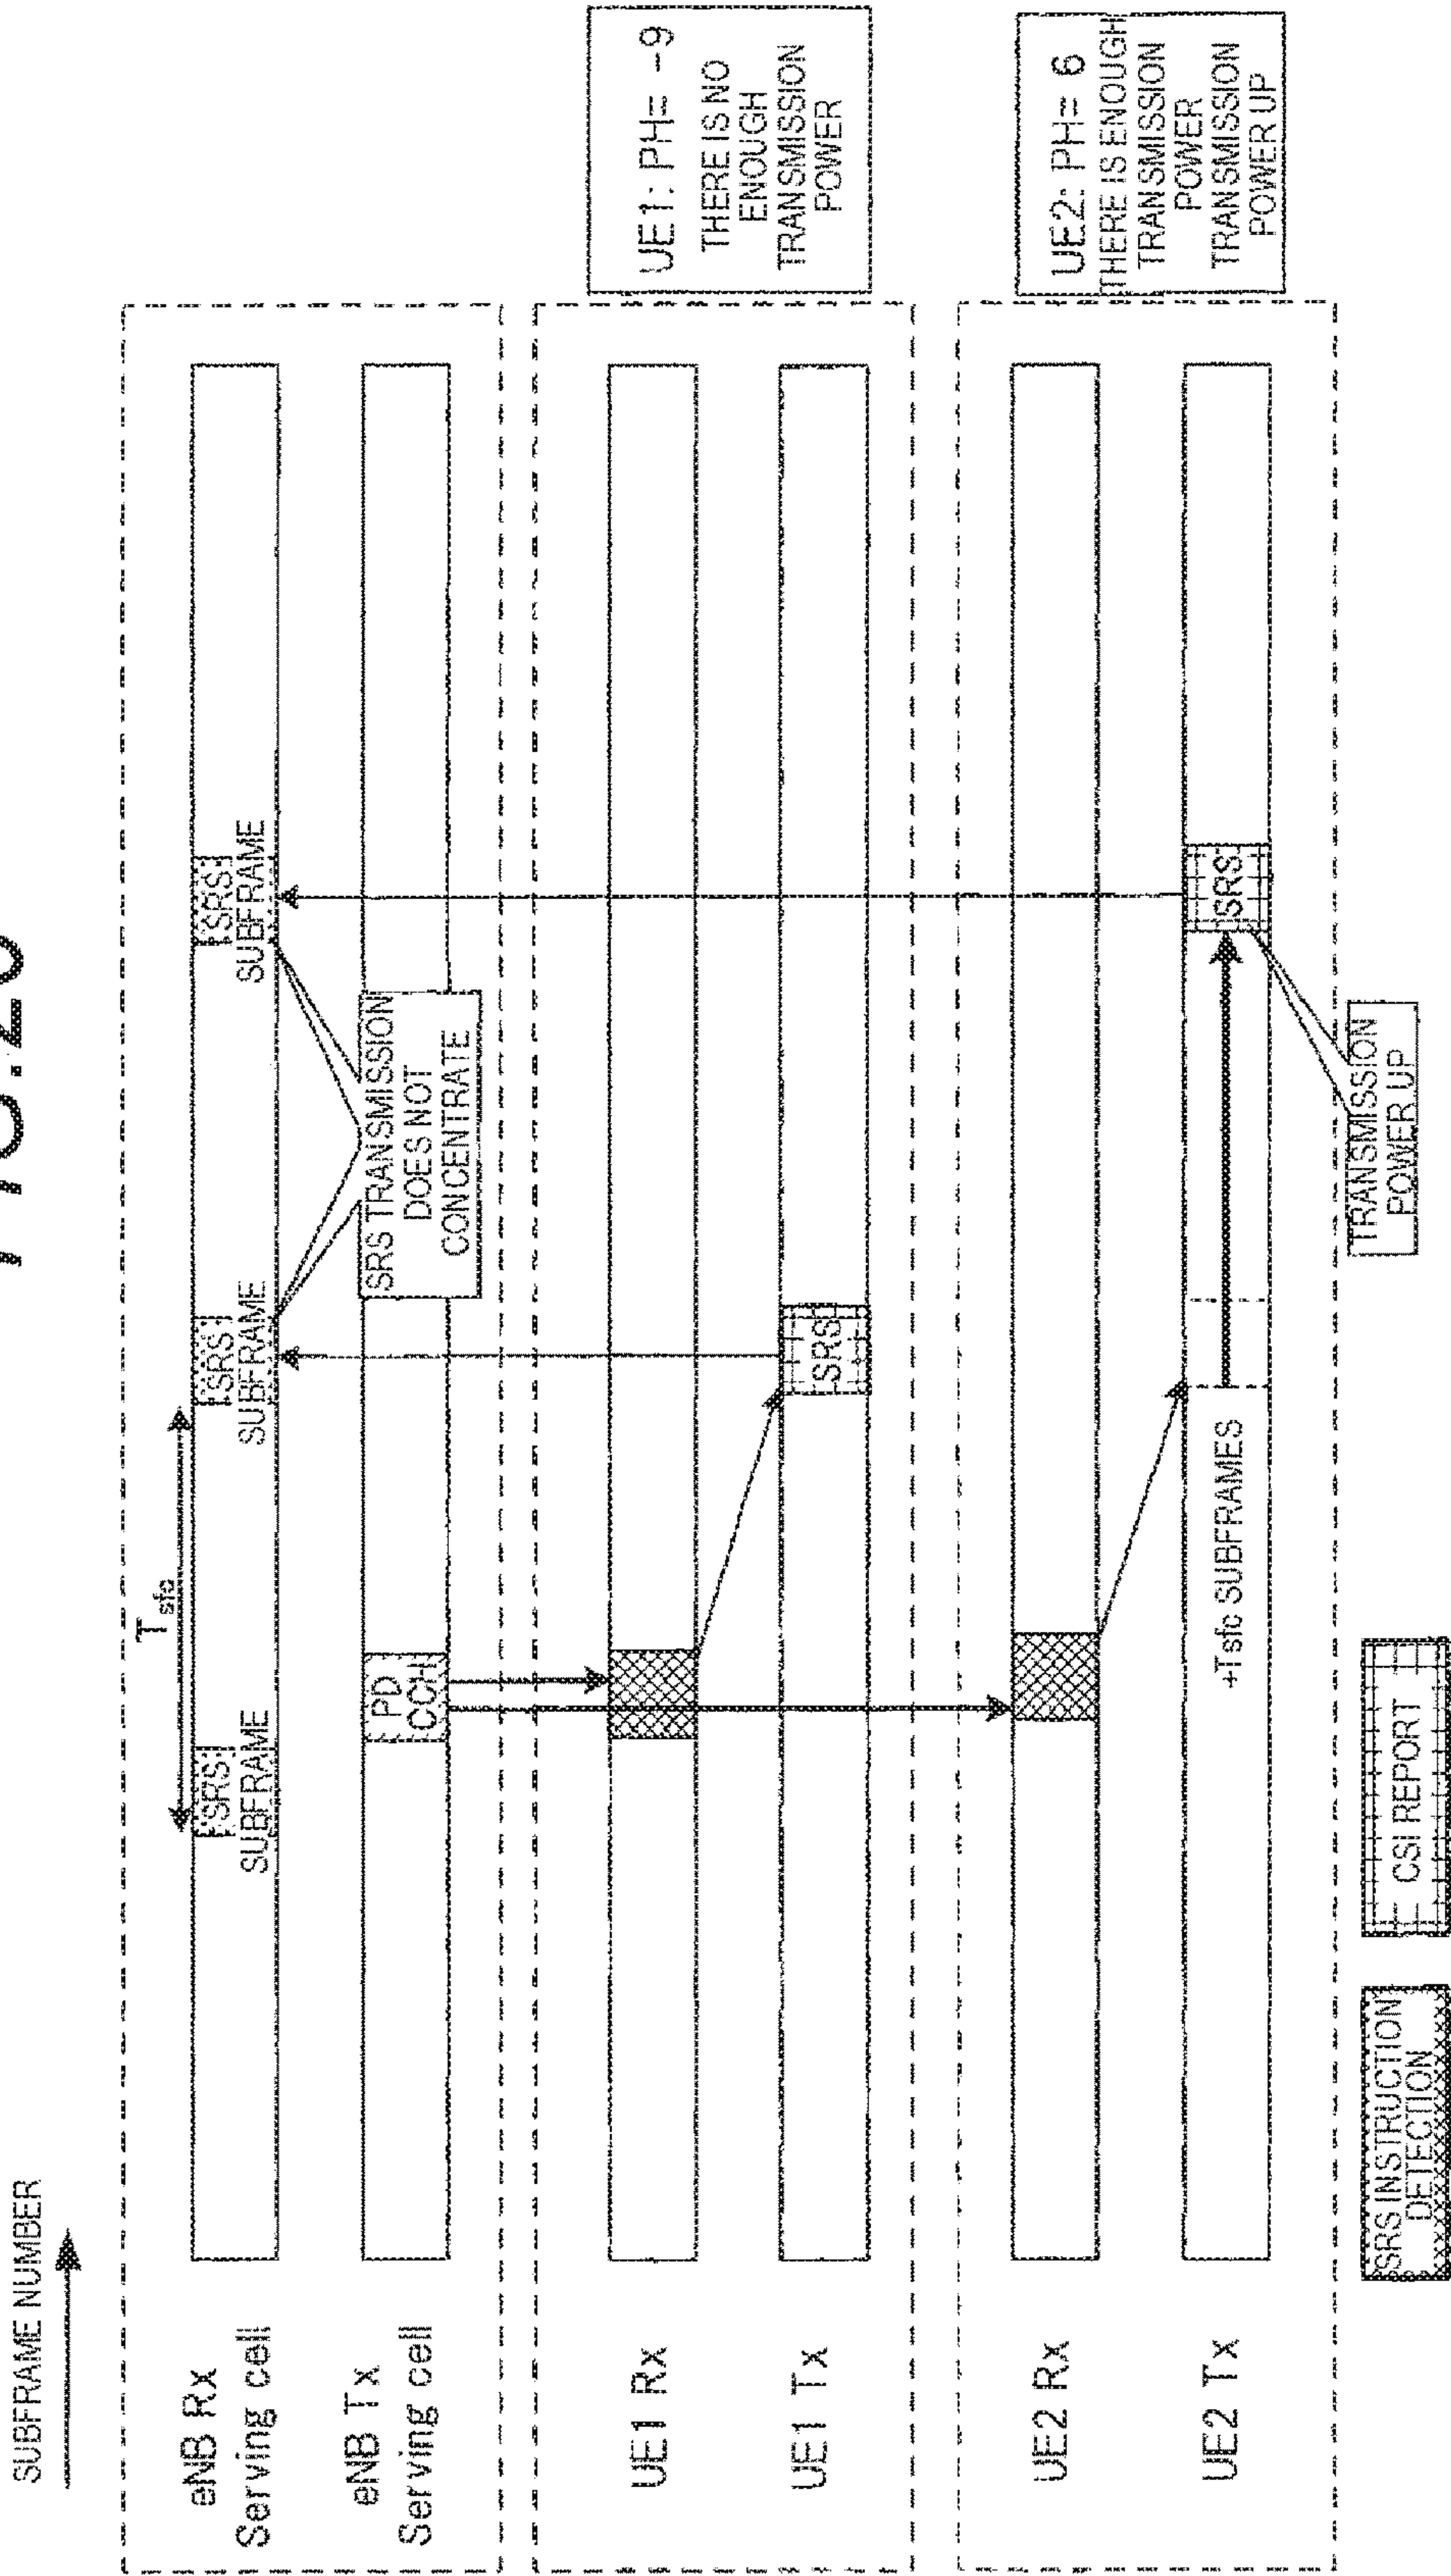 SUBFRAME NUMBER
eNB Rx
Serving cell
SRS
SUBFRAME
Tsfc
SRS
SUBFRAME
SRS
SUBFRAME
eNB Tx
Serving cell
PD
CCH
SRS TRANSMISSION
DOES NOT
CONCENTRATE
UE1 Rx
UE1 Tx
SRS
UE1: PH= -9
THERE IS NO
ENOUGH
TRANSMISSION
POWER
UE2 Rx
UE2 Tx
+Tsfc SUBFRAMES
SRS
TRANSMISSION
POWER UP
UE2: PH= 6
THERE IS ENOUGH
TRANSMISSION
POWER
TRANSMISSION
POWER UP
SRS INSTRUCTION
DETECTION
CSI REPORT